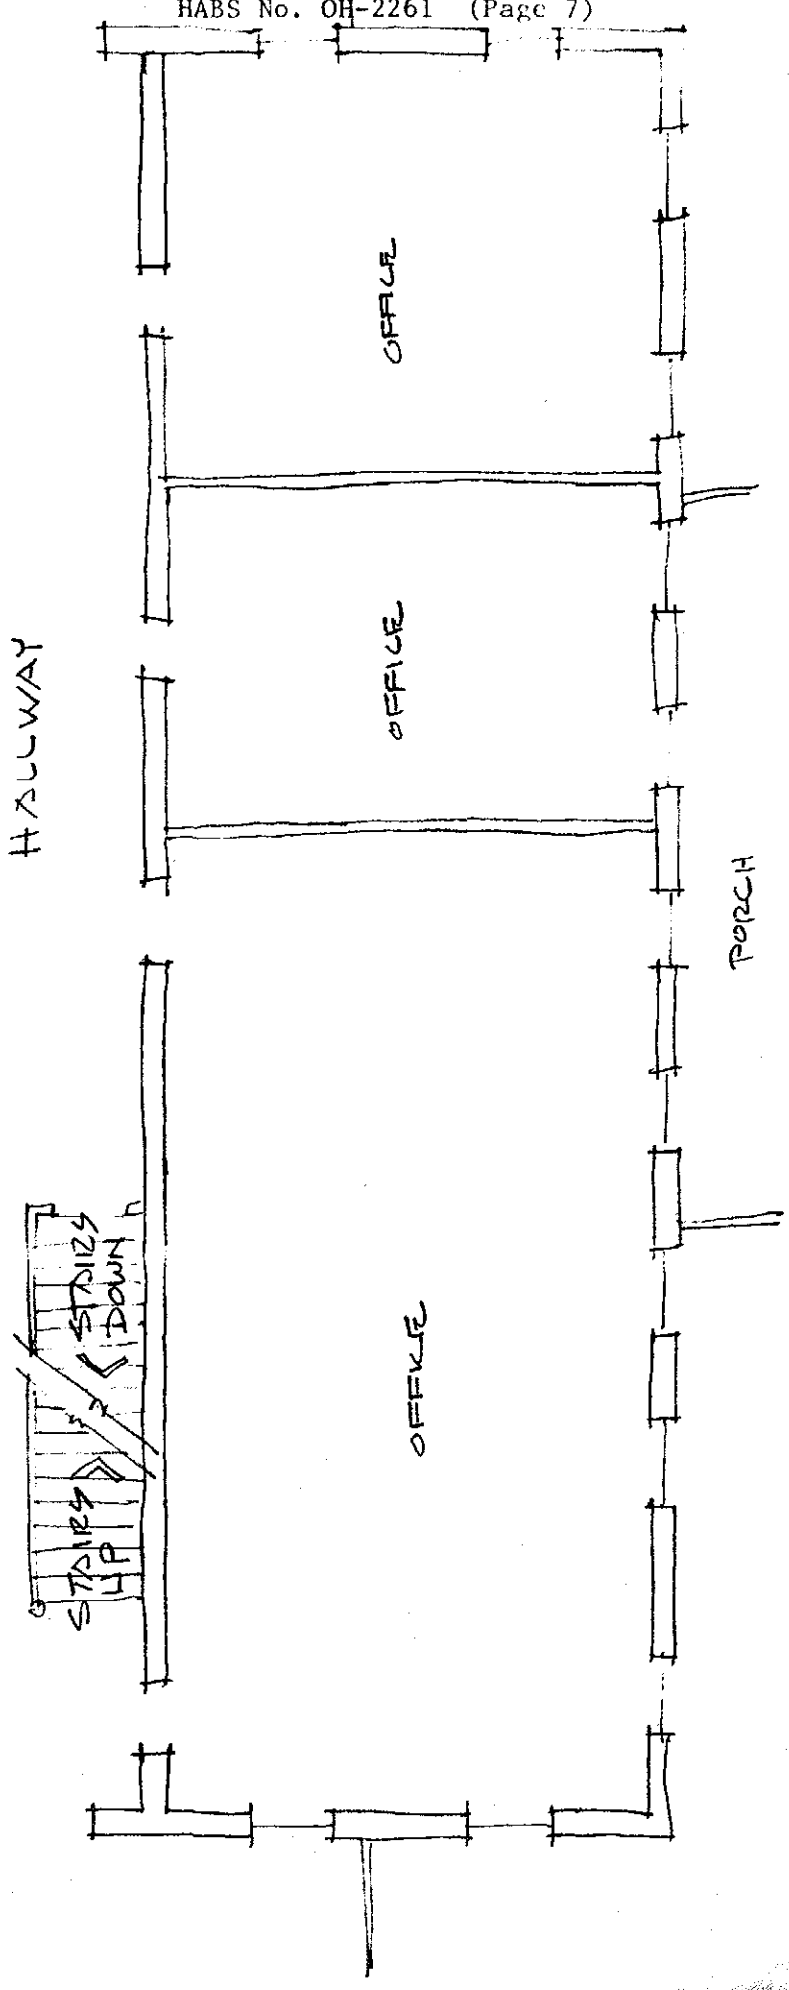 HABS No. OH-2261 (Page 7)
HALLWAY
OFFICE
OFFICE
OFFICE
PORCH
STAIRS
UP
STAIRS
DOWN